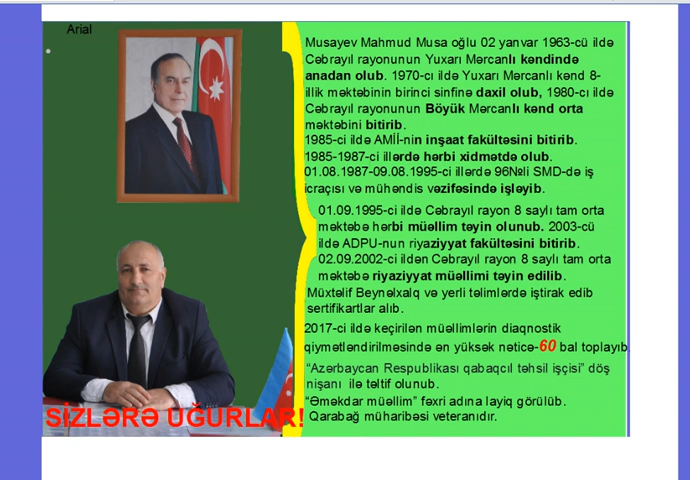 Arial
Musayev Mahmud Musa oğlu 02 yanvar 1963-cü ildə
Cəbrayıl rayonunun Yuxarı Mərcanlı kəndində
anadan olub. 1970-cı ildə Yuxarı Mərcanlı kənd 8-
illik məktəbinin birinci sinfinə daxil olub, 1980-cı ildə
Cəbrayıl rayonunun Böyük Mərcanlı kənd orta
məktəbini bitirib.
1985-ci ildə AMİİ-nin inşaat fakültəsini bitirib.
1985-1987-ci illərdə hərbi xidmətdə olub.
01.08.1987-09.08.1995-ci illərdə 96№li SMD-də iş
icraçısı və mühəndis vəzifəsində işləyib.
01.09.1995-ci ildə Cəbrayıl rayon 8 saylı tam orta
məktəbə hərbi müəllim təyin olunub. 2003-cü
ildə ADPU-nun riyaziyyat fakültəsini bitirib.
02.09.2002-ci ildən Cəbrayıl rayon 8 saylı tam orta
məktəbə riyaziyyat müəllimi təyin edilib.
Müxtəlif Beynəlxalq və yerli təlimlərdə iştirak edib
sertifikartlar alıb.
2017-ci ildə keçirilən müəllimlərin diaqnostik
qiymətləndirilməsində ən yüksək nəticə-60 bal toplayıb
“Azərbaycan Respublikası qabaqcıl təhsil işçisi” döş
nişanı ilə təltif olunub.
“Əməkdar müəllim” fəxri adına layiq görülüb.
Qarabağ müharibəsi veteranıdır.
SİZLƏRƏ UĞURLAR!